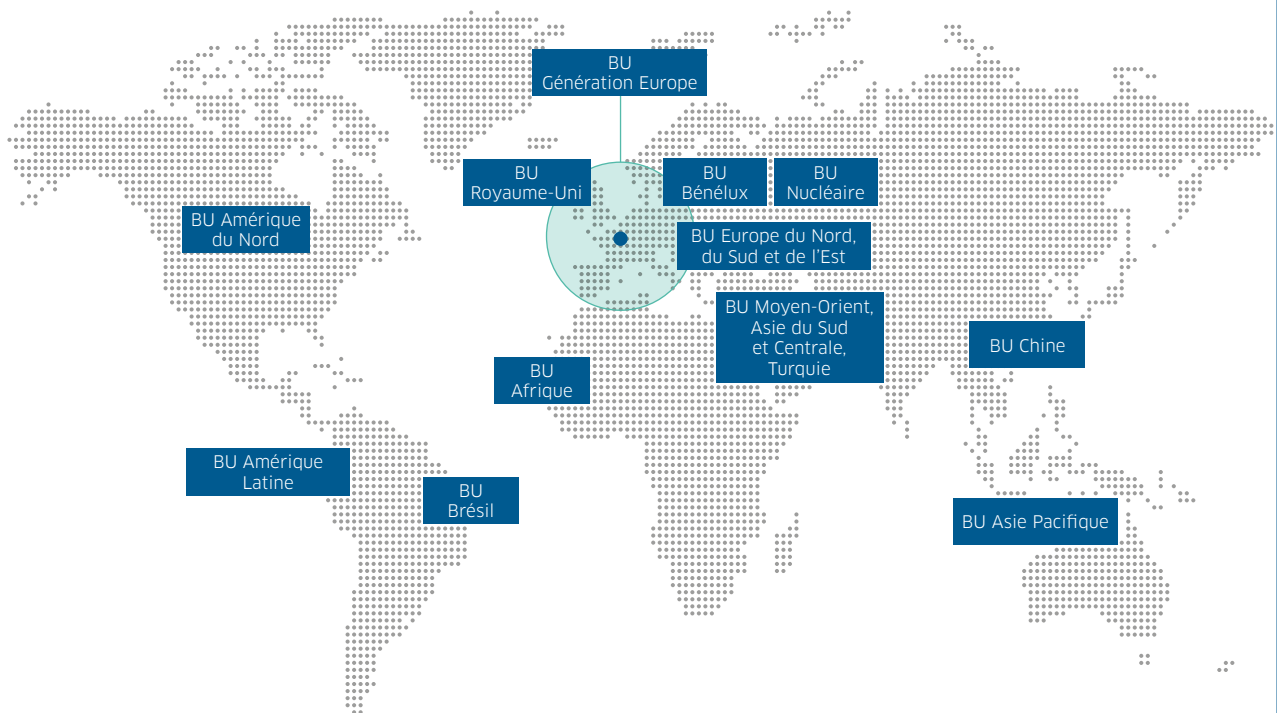 BU
Génération Europe
BU
Royaume-Uni
BU
Bénélux
BU
Nucléaire
BU Amérique
du Nord
BU Europe du Nord,
du Sud et de l'Est
BU Moyen-Orient,
Asie du Sud
et Centrale,
Turquie
BU Chine
BU
Afrique
BU Amérique
Latine
BU
Brésil
BU Asie Pacifique